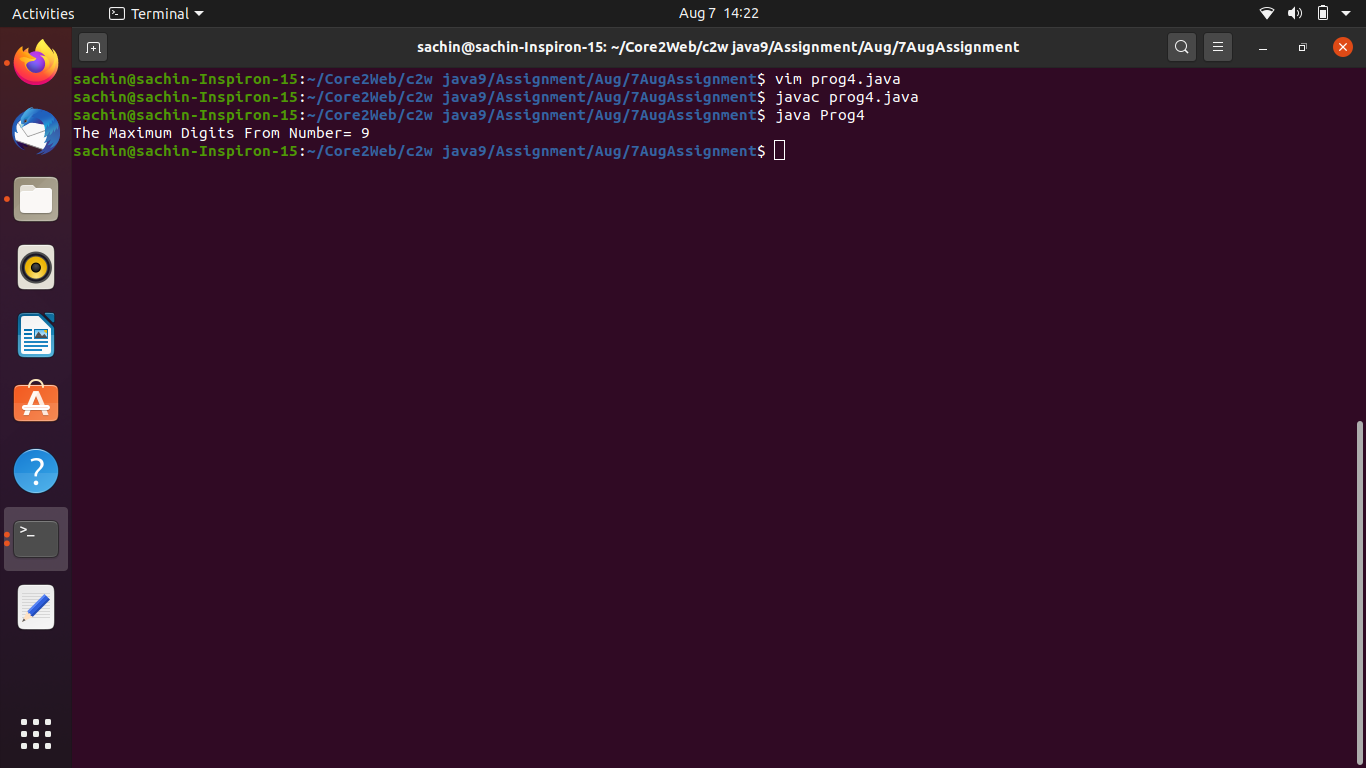 Activities Terminal Aug 7 14:22
sachin@sachin-Inspiron-15: ~/Core2Web/c2w java9/Assignment/Aug/7AugAssignment
sachin@sachin-Inspiron-15:~/Core2Web/c2w java9/Assignment/Aug/7AugAssignment$ vim prog4.java
sachin@sachin-Inspiron-15:~/Core2Web/c2w java9/Assignment/Aug/7AugAssignment$ javac prog4.java
sachin@sachin-Inspiron-15:~/Core2Web/c2w java9/Assignment/Aug/7AugAssignment$ java Prog4
The Maximum Digits From Number= 9
sachin@sachin-Inspiron-15:~/Core2Web/c2w java9/Assignment/Aug/7AugAssignment$